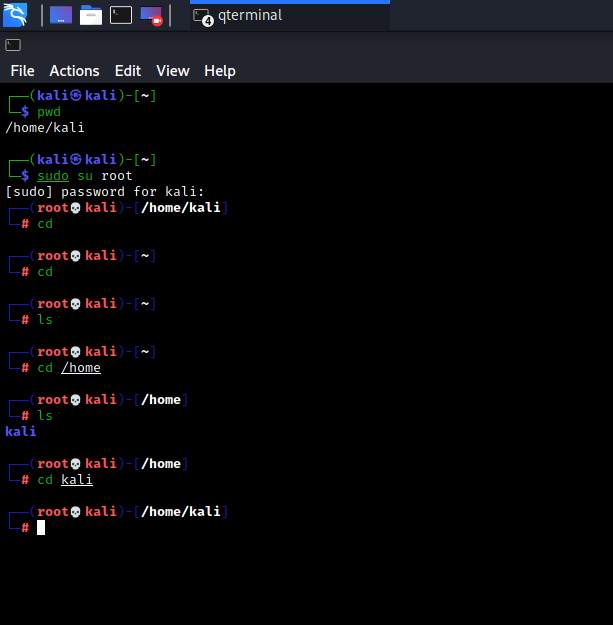 4 qterminal
File Actions Edit View Help
┌──(kali㉿kali)-[~]
└─$ pwd
/home/kali
┌──(kali㉿kali)-[~]
└─$ sudo su root
[sudo] password for kali:
┌──(root💀kali)-[/home/kali]
└─# cd
┌──(root💀kali)-[~]
└─# cd
┌──(root💀kali)-[~]
└─# ls
┌──(root💀kali)-[~]
└─# cd /home
┌──(root💀kali)-[/home]
└─# ls
kali
┌──(root💀kali)-[/home]
└─# cd kali
┌──(root💀kali)-[/home/kali]
└─#